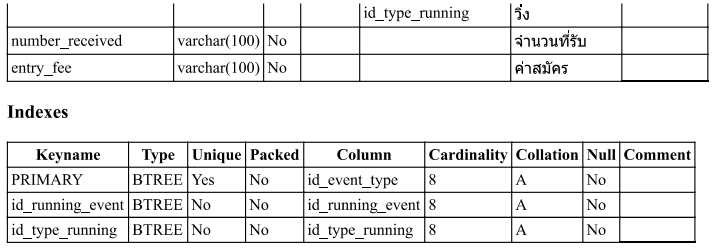 id_type_running วิ่ง
number_received varchar(100) No จำนวนที่รับ
entry_fee varchar(100) No ค่าสมัคร
Indexes
Keyname Type Unique Packed Column Cardinality Collation Null Comment
PRIMARY BTREE Yes No id_event_type 8 A No
id_running_event BTREE No No id_running_event 8 A No
id_type_running BTREE No No id_type_running 8 A No